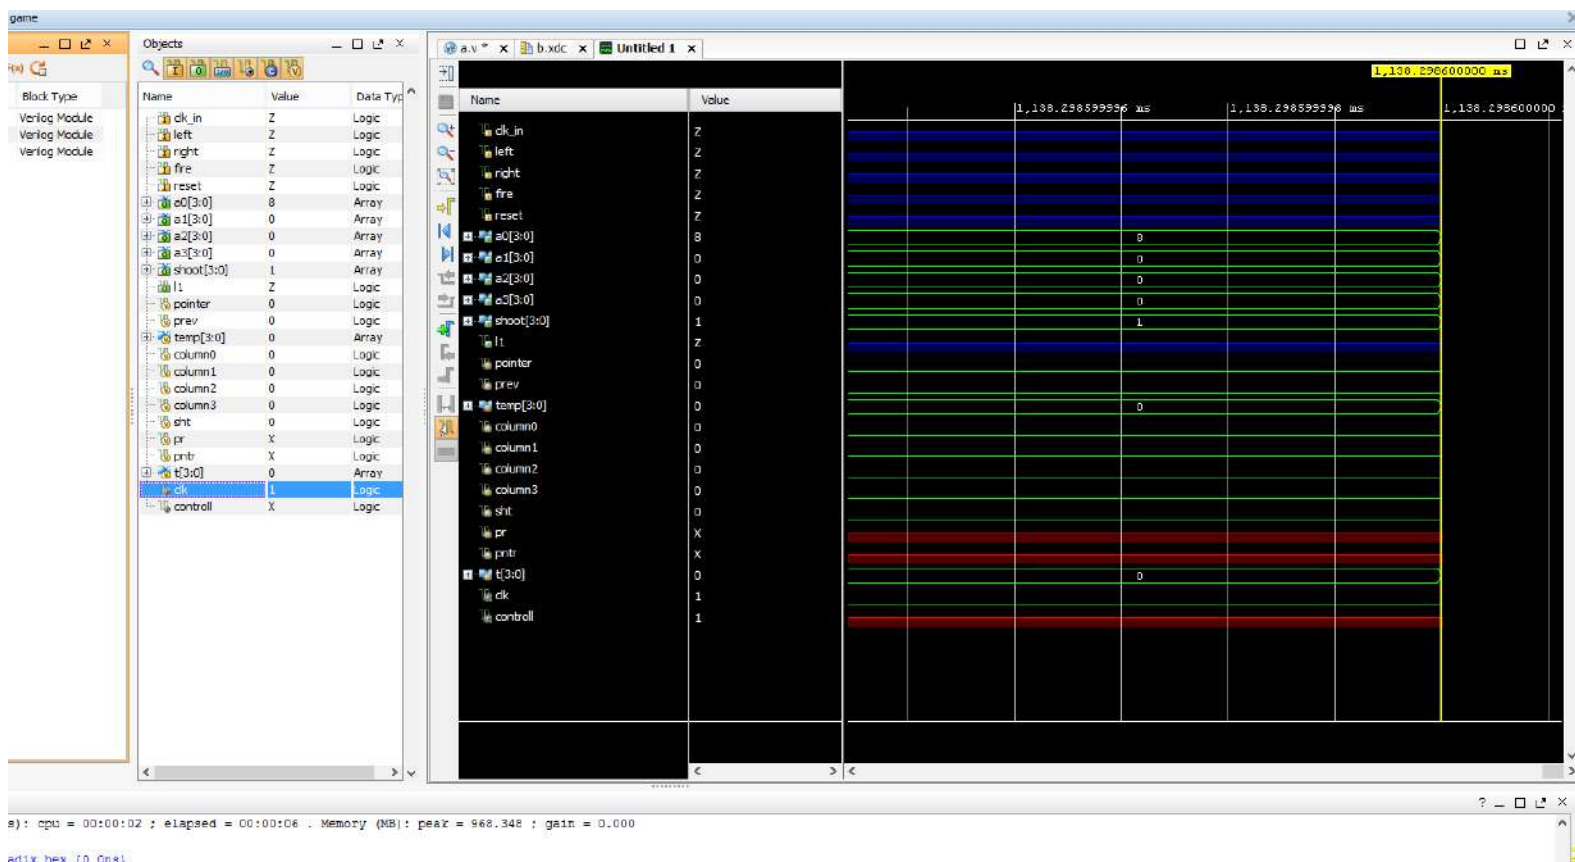 game
Objects
a.v * x b.xdc x Untitled 1 x
1,138.298600000 ms
Block Type
Name Value Data Typ
Name Value
1,138.298599996 ms 1,138.298599998 ms 1,138.298600000
Verilog Module
Verilog Module
Verilog Module
clk_in Z Logic
left Z Logic
right Z Logic
fire Z Logic
reset Z Logic
a0[3:0] 8 Array
a1[3:0] 0 Array
a2[3:0] 0 Array
a3[3:0] 0 Array
shoot[3:0] 1 Array
l1 Z Logic
pointer 0 Logic
prev 0 Logic
temp[3:0] 0 Array
column0 0 Logic
column1 0 Logic
column2 0 Logic
column3 0 Logic
sht 0 Logic
pr X Logic
pntr X Logic
t[3:0] 0 Array
clk 1 Logic
controll X Logic
clk_in Z
left Z
right Z
fire Z
reset Z
a0[3:0] 8 8
a1[3:0] 0 0
a2[3:0] 0 0
a3[3:0] 0 0
shoot[3:0] 1 1
l1 Z
pointer 0
prev 0
temp[3:0] 0 0
column0 0
column1 0
column2 0
column3 0
sht 0
pr X
pntr X
t[3:0] 0 0
clk 1
controll 1
s): cpu = 00:00:02 ; elapsed = 00:00:06 . Memory (MB): peak = 968.348 ; gain = 0.000
adix hex {0 0ns}